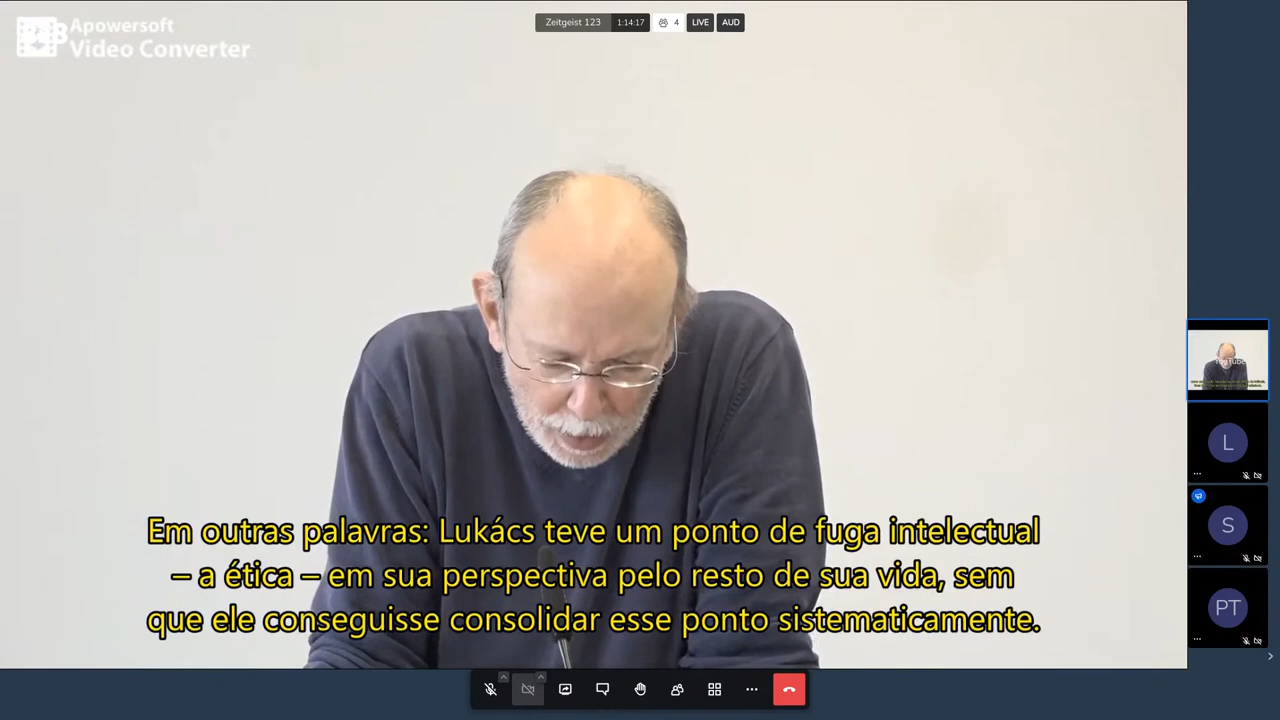 Apowersoft
Video Converter
Zeitgeist 123 1:14:17 4 LIVE AUD
Em outras palavras: Lukács teve um ponto de fuga intelectual
– a ética – em sua perspectiva pelo resto de sua vida, sem
que ele conseguisse consolidar esse ponto sistematicamente.
L
S
PT